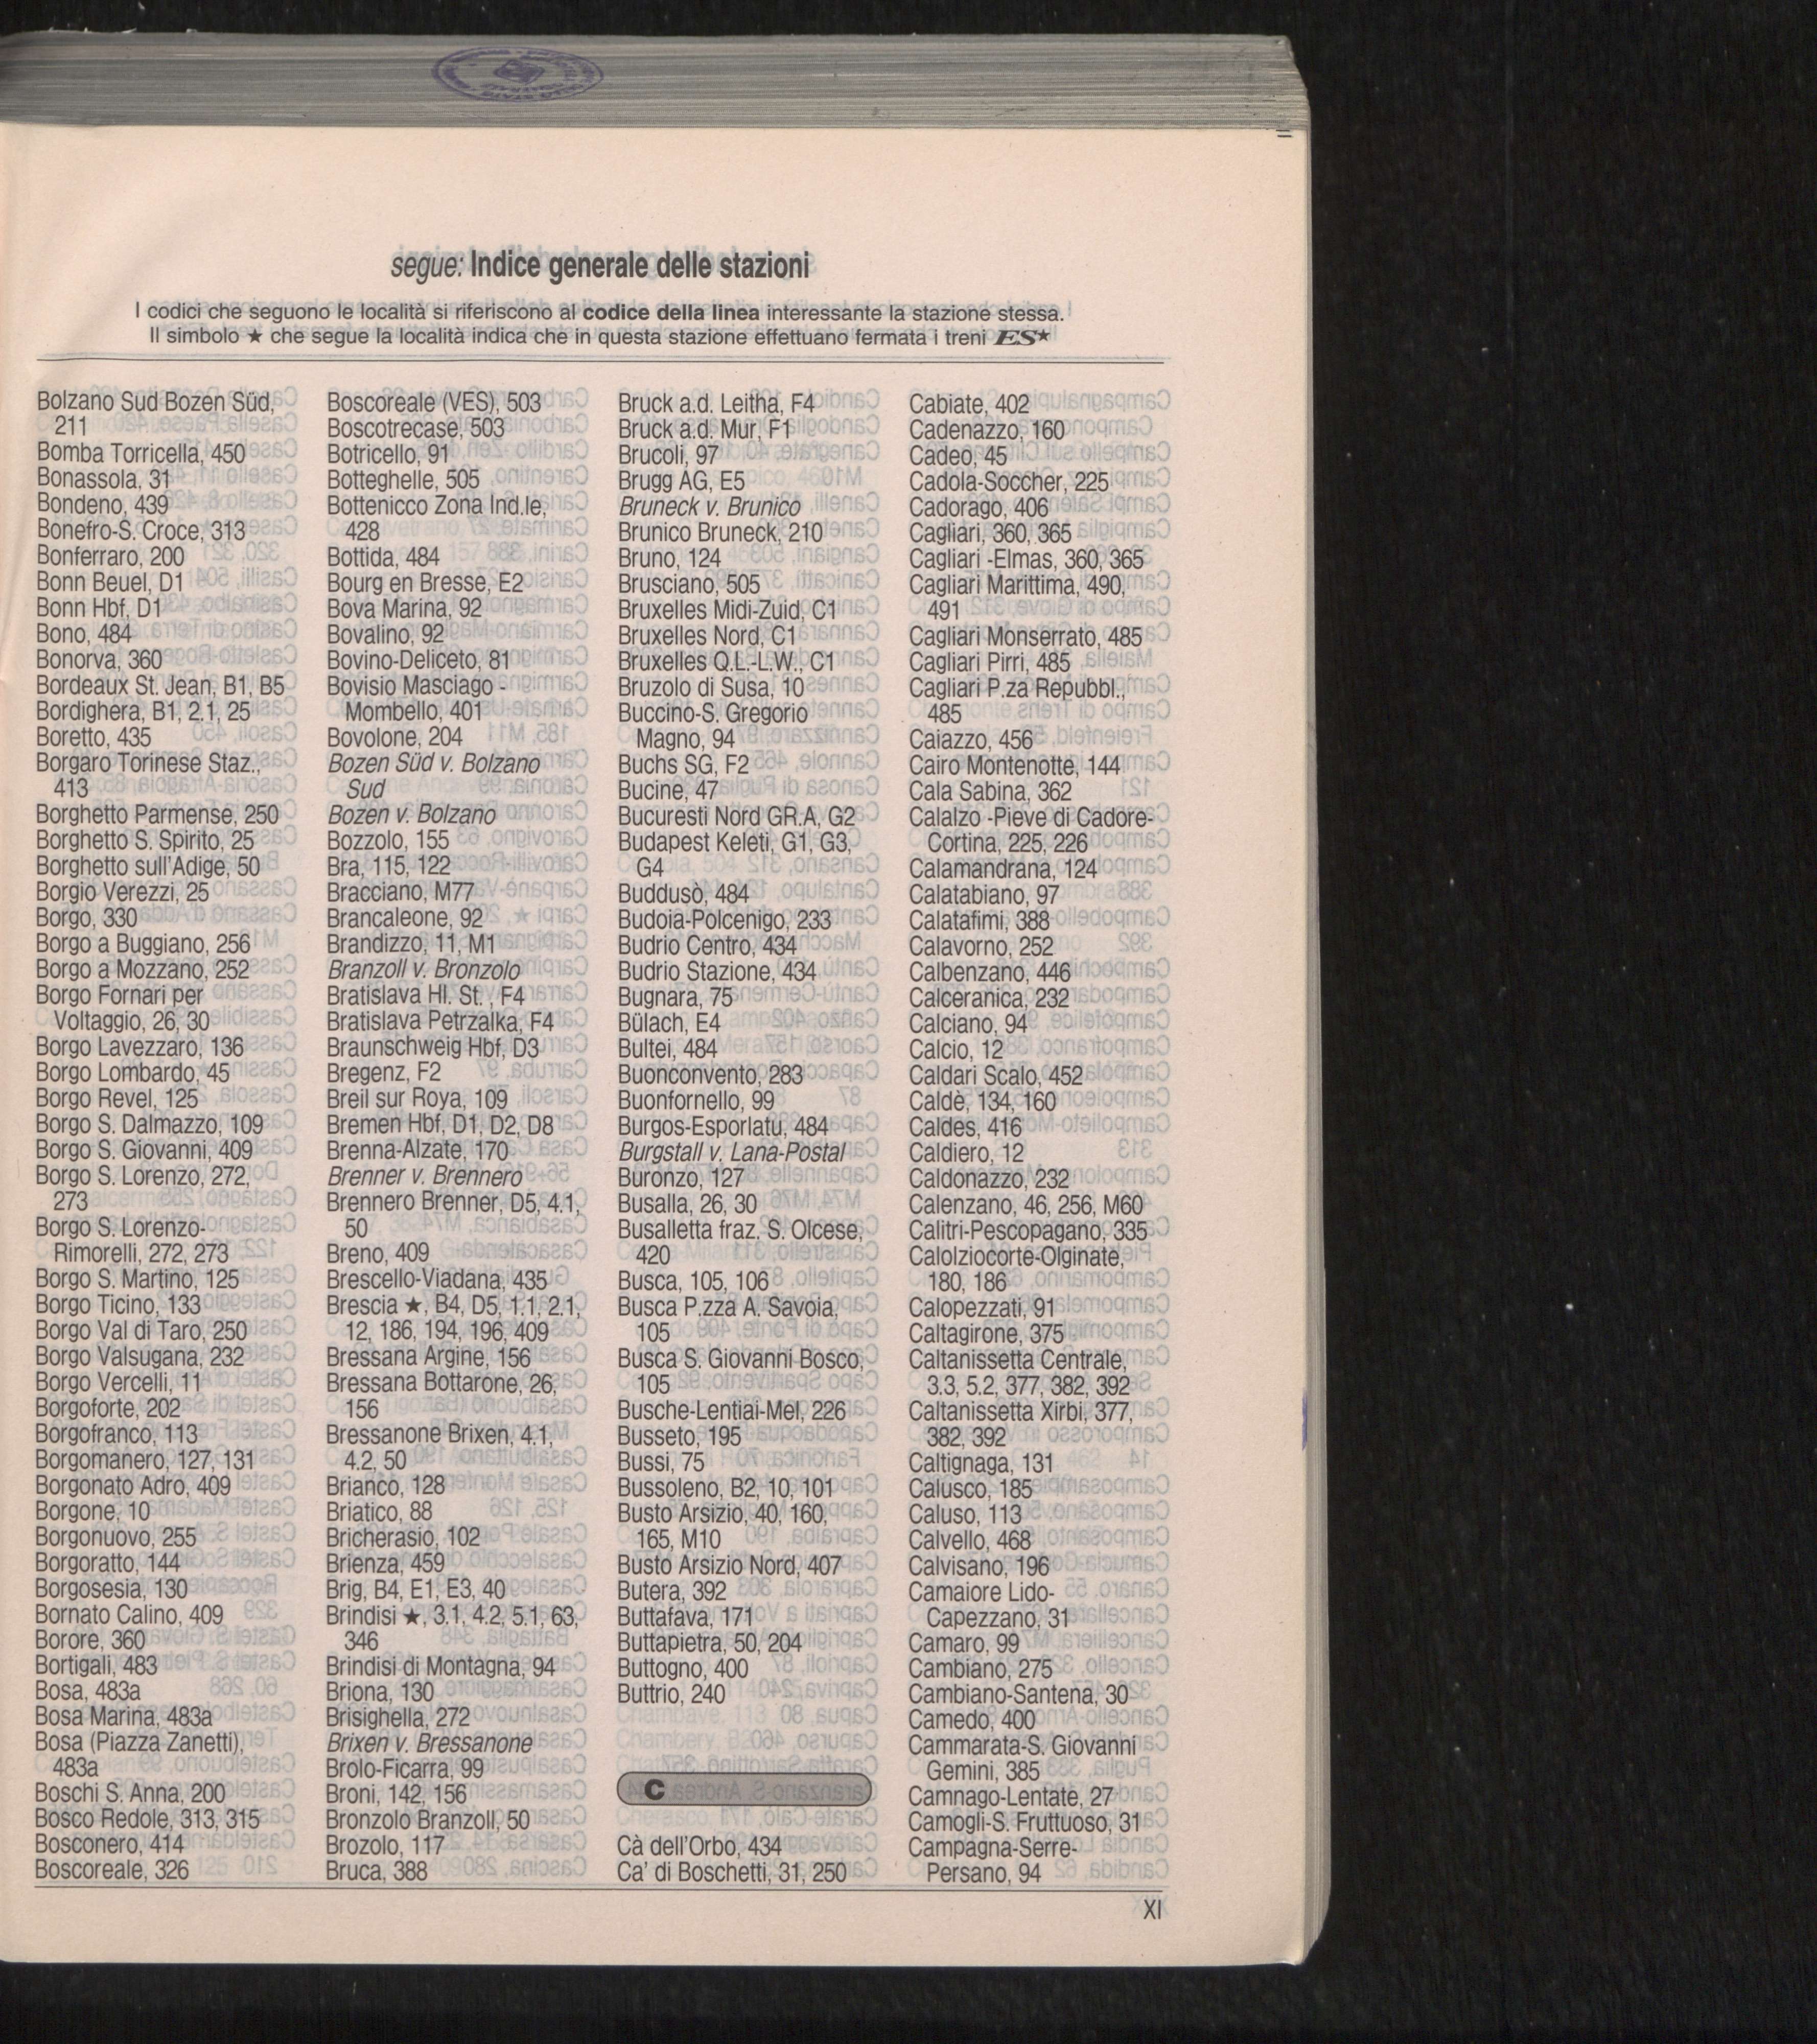 segue: Indice generale delle stazioni
I codici che seguono le località si riferiscono al codice della linea interessante la stazione stessa.
Il simbolo ★ che segue la località indica che in questa stazione effettuano fermata i treni ES★
Bolzano Sud Bozen Süd,
211
Bomba Torricella, 450
Bonassola, 31
Bondeno, 439
Bonefro-S. Croce, 313
Bonferraro, 200
Bonn Beuel, D1
Bonn Hbf, D1
Bono, 484
Bonorva, 360
Bordeaux St. Jean, B1, B5
Bordighera, B1, 2.1, 25
Boretto, 435
Borgaro Torinese Staz.,
413
Borghetto Parmense, 250
Borghetto S. Spirito, 25
Borghetto sull'Adige, 50
Borgio Verezzi, 25
Borgo, 330
Borgo a Buggiano, 256
Borgo a Mozzano, 252
Borgo Fornari per
Voltaggio, 26, 30
Borgo Lavezzaro, 136
Borgo Lombardo, 45
Borgo Revel, 125
Borgo S. Dalmazzo, 109
Borgo S. Giovanni, 409
Borgo S. Lorenzo, 272,
273
Borgo S. Lorenzo-
Rimorelli, 272, 273
Borgo S. Martino, 125
Borgo Ticino, 133
Borgo Val di Taro, 250
Borgo Valsugana, 232
Borgo Vercelli, 11
Borgoforte, 202
Borgofranco, 113
Borgomanero, 127, 131
Borgonato Adro, 409
Borgone, 10
Borgonuovo, 255
Borgoratto, 144
Borgosesia, 130
Bornato Calino, 409
Borore, 360
Bortigali, 483
Bosa, 483a
Bosa Marina, 483a
Bosa (Piazza Zanetti),
483a
Boschi S. Anna, 200
Bosco Redole, 313, 315
Bosconero, 414
Boscoreale, 326
Boscoreale (VES), 503
Boscotrecase, 503
Botricello, 91
Botteghelle, 505
Bottenicco Zona Ind.le,
428
Bottida, 484
Bourg en Bresse, E2
Bova Marina, 92
Bovalino, 92
Bovino-Deliceto, 81
Bovisio Masciago -
Mombello, 401
Bovolone, 204
Bozen Süd v. Bolzano
Sud
Bozen v. Bolzano
Bozzolo, 155
Bra, 115, 122
Bracciano, M77
Brancaleone, 92
Brandizzo, 11, M1
Branzoll v. Bronzolo
Bratislava Hl. St. , F4
Bratislava Petrzalka, F4
Braunschweig Hbf, D3
Bregenz, F2
Breil sur Roya, 109
Bremen Hbf, D1, D2, D8
Brenna-Alzate, 170
Brenner v. Brennero
Brennero Brenner, D5, 4.1,
50
Breno, 409
Brescello-Viadana, 435
Brescia ★, B4, D5, 1.1, 2.1,
12, 186, 194, 196, 409
Bressana Argine, 156
Bressana Bottarone, 26,
156
Bressanone Brixen, 4.1,
4.2, 50
Brianco, 128
Briatico, 88
Bricherasio, 102
Brienza, 459
Brig, B4, E1, E3, 40
Brindisi ★, 3.1, 4.2, 5.1, 63,
346
Brindisi di Montagna, 94
Briona, 130
Brisighella, 272
Brixen v. Bressanone
Brolo-Ficarra, 99
Broni, 142, 156
Bronzolo Branzoll, 50
Brozolo, 117
Bruca, 388
Bruck a.d. Leitha, F4
Bruck a.d. Mur, F1
Brucoli, 97
Brugg AG, E5
Bruneck v. Brunico
Brunico Bruneck, 210
Bruno, 124
Brusciano, 505
Bruxelles Midi-Zuid, C1
Bruxelles Nord, C1
Bruxelles Q.L.-L.W., C1
Bruzolo di Susa, 10
Buccino-S. Gregorio
Magno, 94
Buchs SG, F2
Bucine, 47
Bucuresti Nord GR.A, G2
Budapest Keleti, G1, G3,
G4
Buddusò, 484
Budoia-Polcenigo, 233
Budrio Centro, 434
Budrio Stazione, 434
Bugnara, 75
Bülach, E4
Bultei, 484
Buonconvento, 283
Buonfornello, 99
Burgos-Esporlatu, 484
Burgstall v. Lana-Postal
Buronzo, 127
Busalla, 26, 30
Busalletta fraz. S. Olcese,
420
Busca, 105, 106
Busca P.zza A. Savoia,
105
Busca S. Giovanni Bosco,
105
Busche-Lentiai-Mel, 226
Busseto, 195
Bussi, 75
Bussoleno, B2, 10, 101
Busto Arsizio, 40, 160,
165, M10
Busto Arsizio Nord, 407
Butera, 392
Buttafava, 171
Buttapietra, 50, 204
Buttogno, 400
Buttrio, 240
C
Cà dell'Orbo, 434
Ca' di Boschetti, 31, 250
Cabiate, 402
Cadenazzo, 160
Cadeo, 45
Cadola-Soccher, 225
Cadorago, 406
Cagliari, 360, 365
Cagliari -Elmas, 360, 365
Cagliari Marittima, 490,
491
Cagliari Monserrato, 485
Cagliari Pirri, 485
Cagliari P.za Repubbl.,
485
Caiazzo, 456
Cairo Montenotte, 144
Cala Sabina, 362
Calalzo -Pieve di Cadore-
Cortina, 225, 226
Calamandrana, 124
Calatabiano, 97
Calatafimi, 388
Calavorno, 252
Calbenzano, 446
Calceranica, 232
Calciano, 94
Calcio, 12
Caldari Scalo, 452
Caldè, 134, 160
Caldes, 416
Caldiero, 12
Caldonazzo, 232
Calenzano, 46, 256, M60
Calitri-Pescopagano, 335
Calolziocorte-Olginate,
180, 186
Calopezzati, 91
Caltagirone, 375
Caltanissetta Centrale,
3.3, 5.2, 377, 382, 392
Caltanissetta Xirbi, 377,
382, 392
Caltignaga, 131
Calusco, 185
Caluso, 113
Calvello, 468
Calvisano, 196
Camaiore Lido-
Capezzano, 31
Camaro, 99
Cambiano, 275
Cambiano-Santena, 30
Camedo, 400
Cammarata-S. Giovanni
Gemini, 385
Camnago-Lentate, 27
Camogli-S. Fruttuoso, 31
Campagna-Serre-
Persano, 94
XI